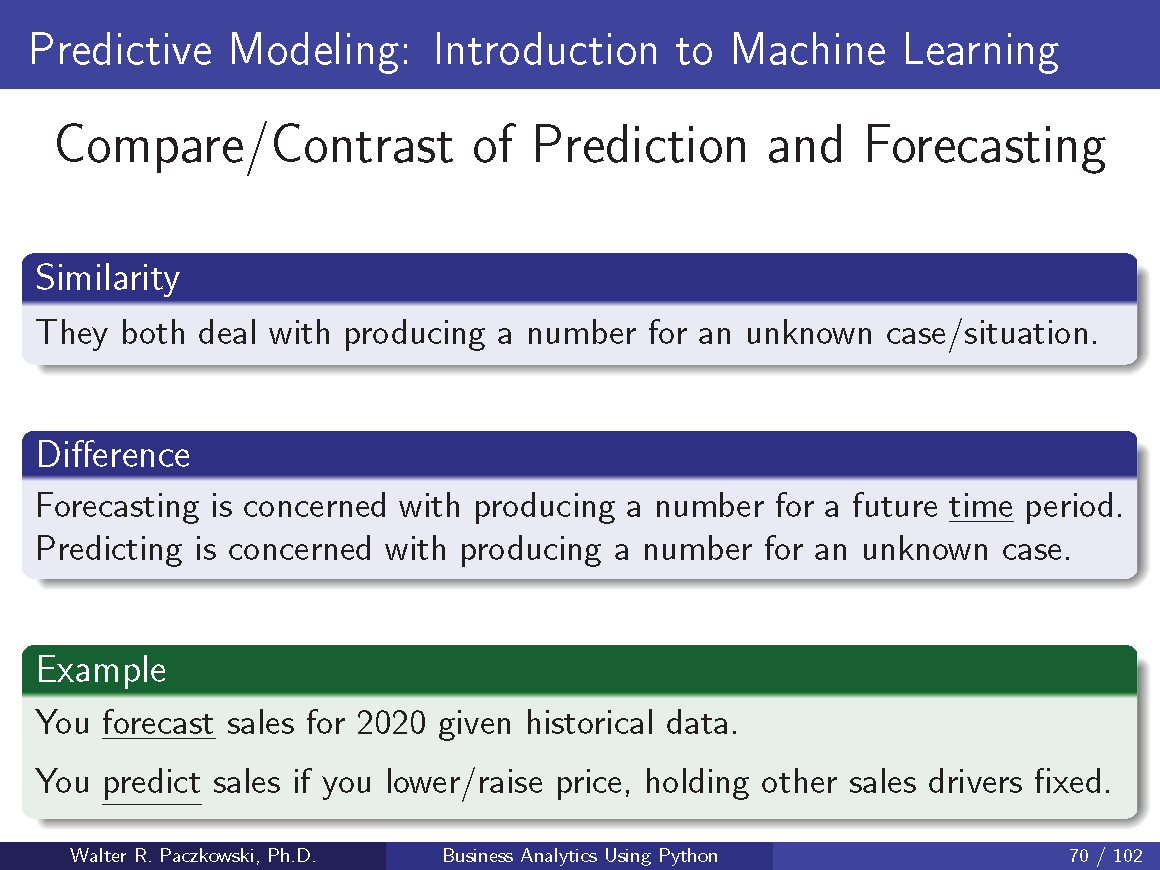 Predictive Modeling: Introduction to Machine Learning
Compare/Contrast of Prediction and Forecasting
Similarity
They both deal with producing a number for an unknown case/situation.
Difference
Forecasting is concerned with producing a number for a future time period.
Predicting is concerned with producing a number for an unknown case.
Example
You forecast sales for 2020 given historical data.
You predict sales if you lower/raise price, holding other sales drivers fixed.
Walter R. Paczkowski, Ph.D. Business Analytics Using Python 70 / 102